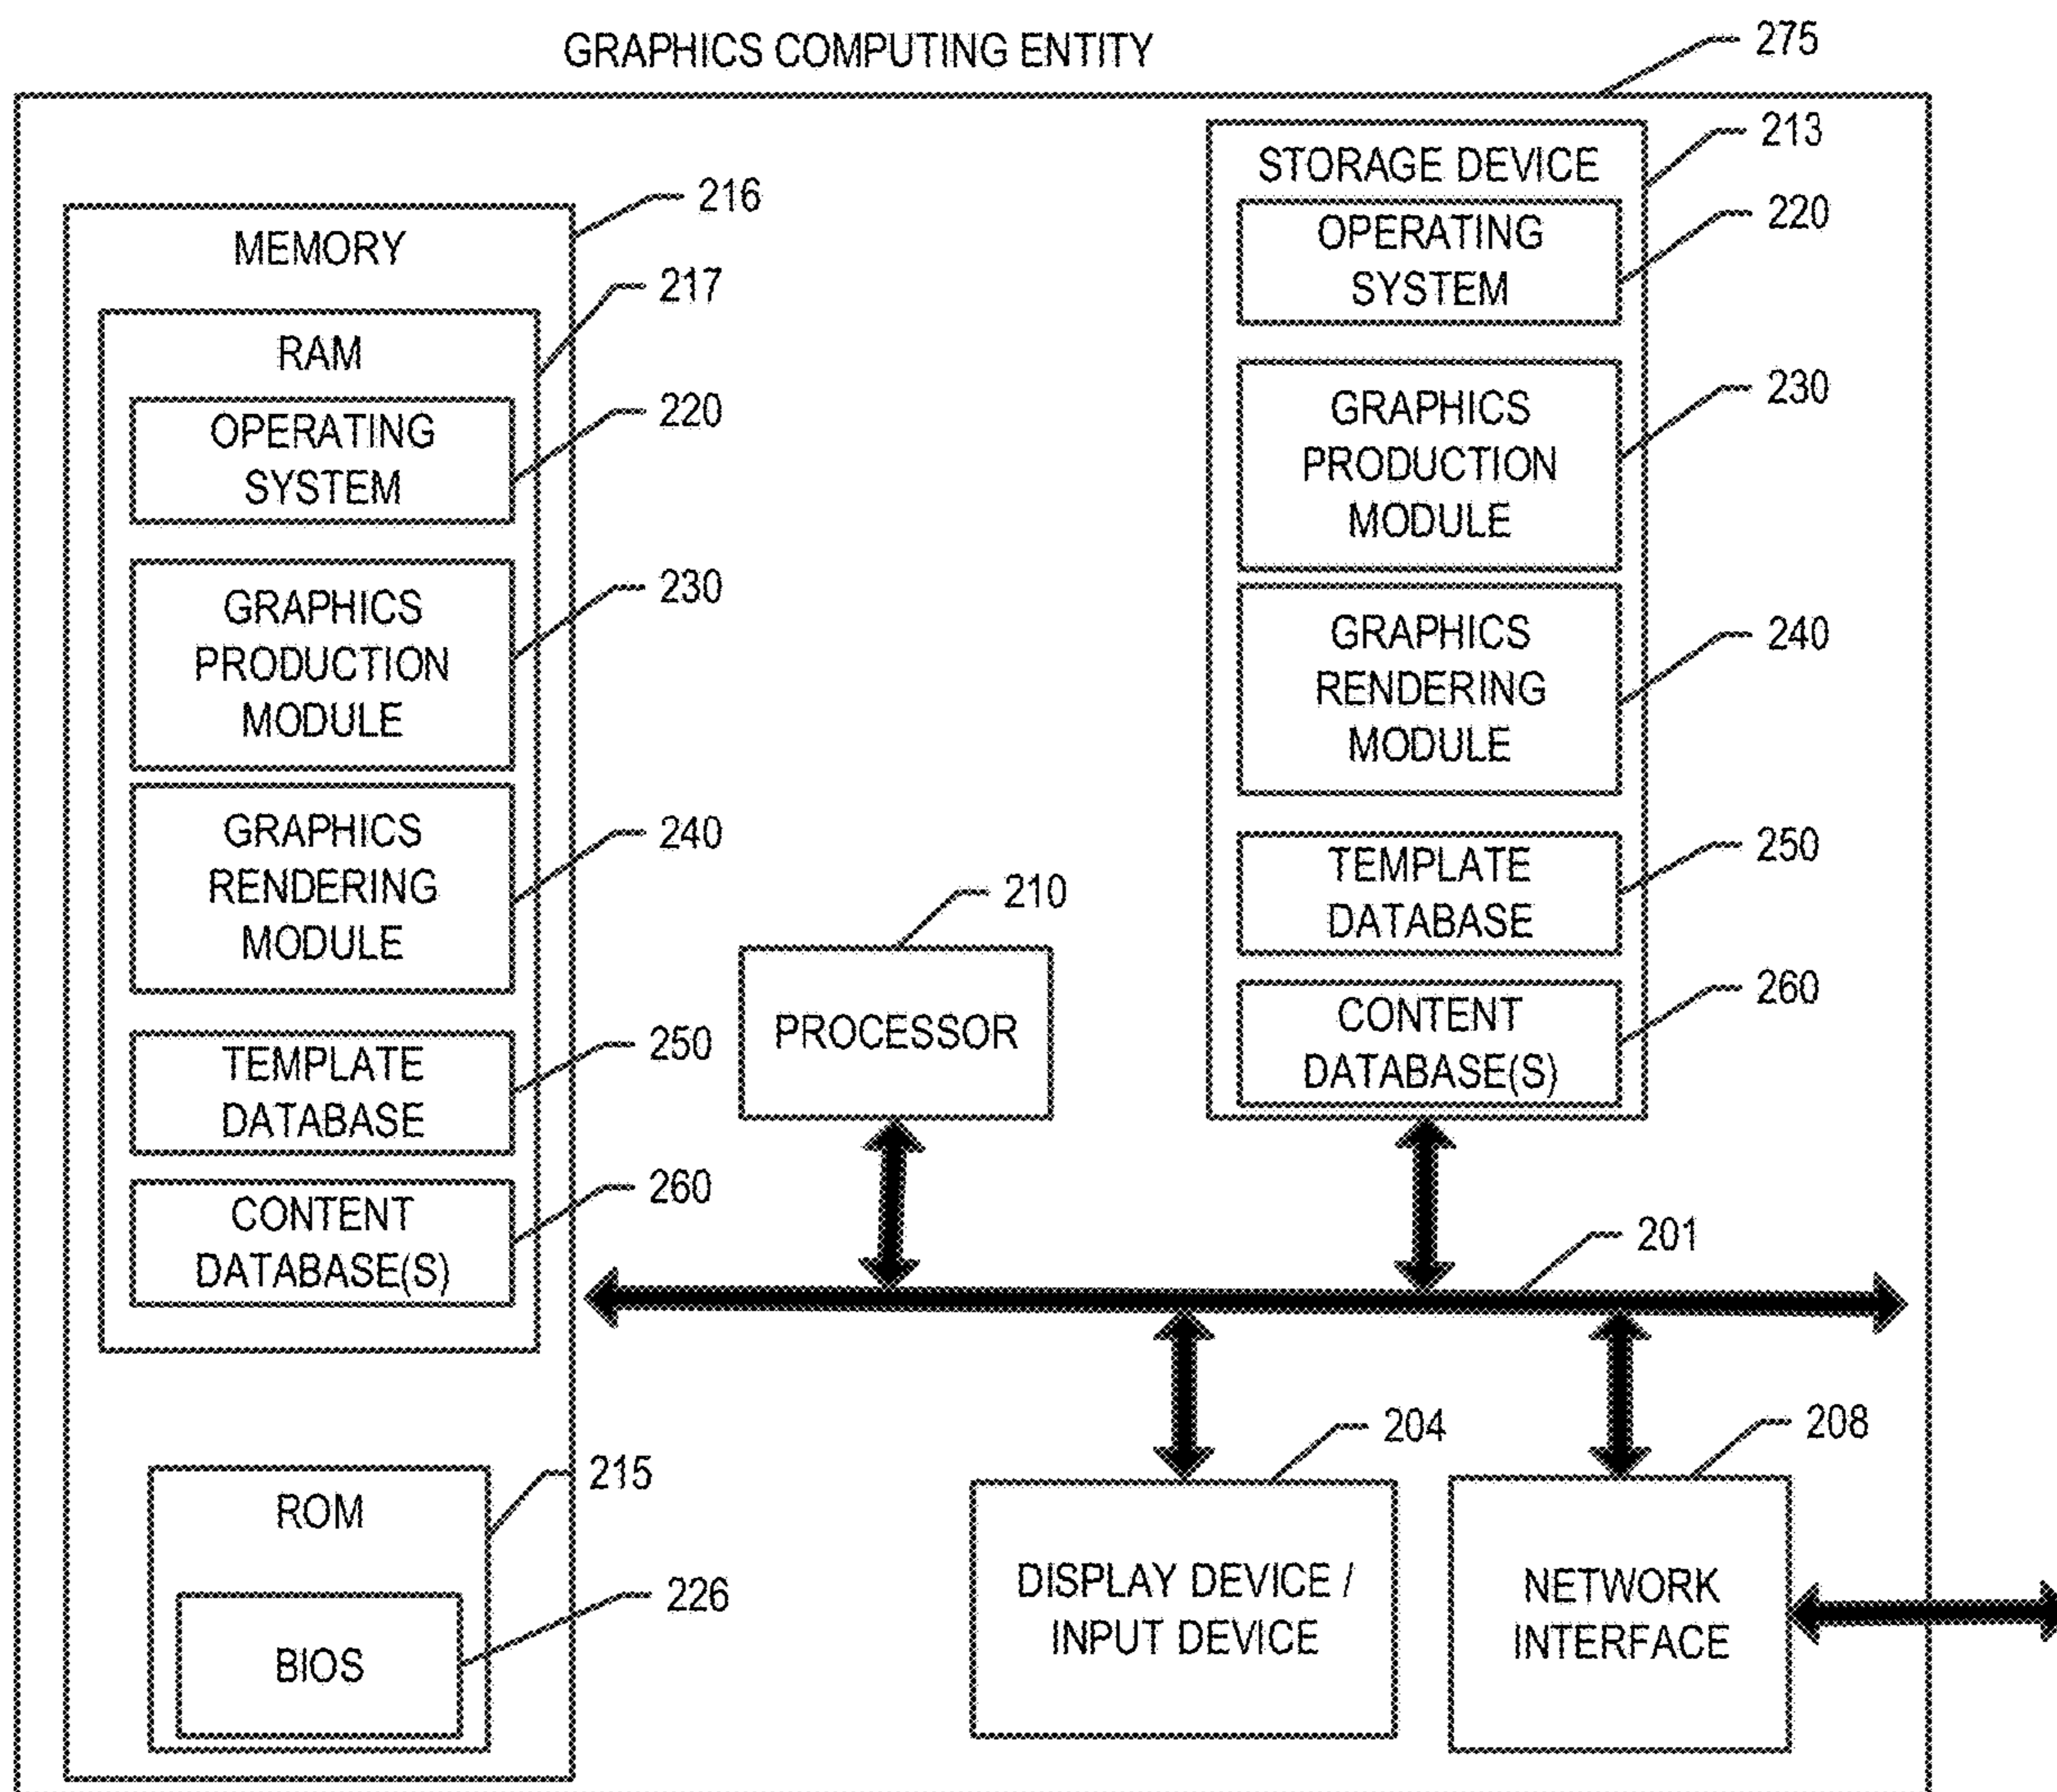 GRAPHICS COMPUTING ENTITY
275
MEMORY
216
RAM
217
OPERATING
SYSTEM
220
GRAPHICS
PRODUCTION
MODULE
230
GRAPHICS
RENDERING
MODULE
240
TEMPLATE
DATABASE
250
CONTENT
DATABASE(S)
260
ROM
215
BIOS
226
PROCESSOR
210
STORAGE DEVICE
213
OPERATING
SYSTEM
220
GRAPHICS
PRODUCTION
MODULE
230
GRAPHICS
RENDERING
MODULE
240
TEMPLATE
DATABASE
250
CONTENT
DATABASE(S)
260
201
DISPLAY DEVICE /
INPUT DEVICE
204
NETWORK
INTERFACE
208